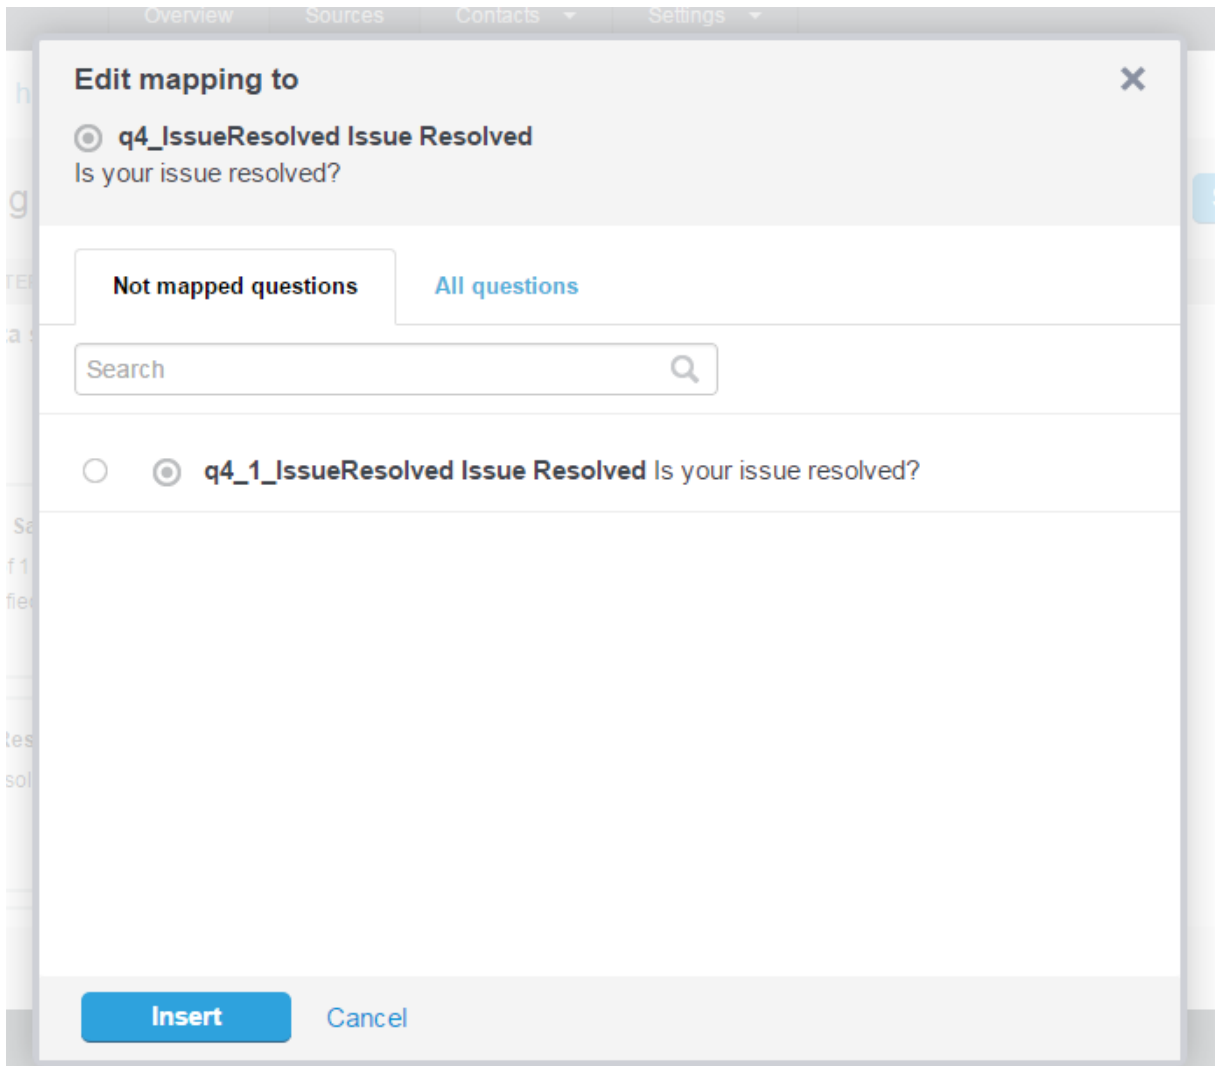 Overview Sources Contacts Settings
Edit mapping to
q4_IssueResolved Issue Resolved
Is your issue resolved?
Not mapped questions All questions
Search
q4_1_IssueResolved Issue Resolved Is your issue resolved?
Insert Cancel